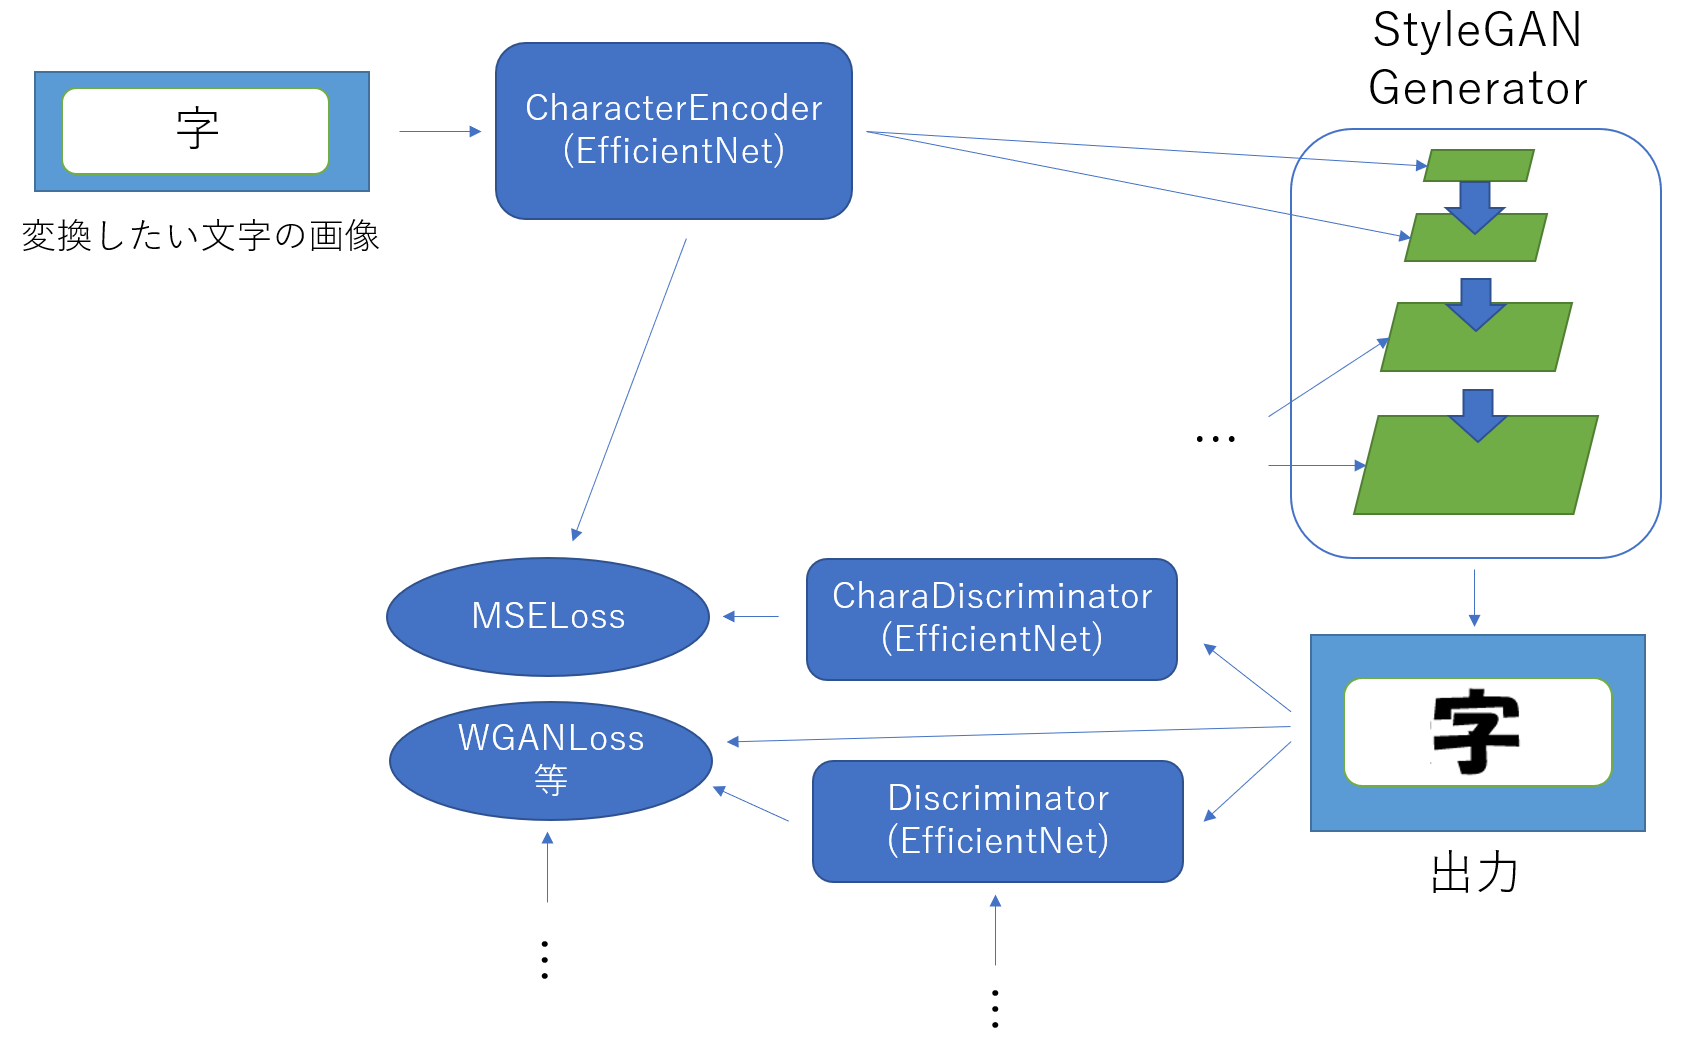 StyleGAN
Generator
字
変換したい文字の画像
CharacterEncoder
(EfficientNet)
…
MSELoss
CharaDiscriminator
(EfficientNet)
WGANLoss
等
Discriminator
(EfficientNet)
字
出力
…
…